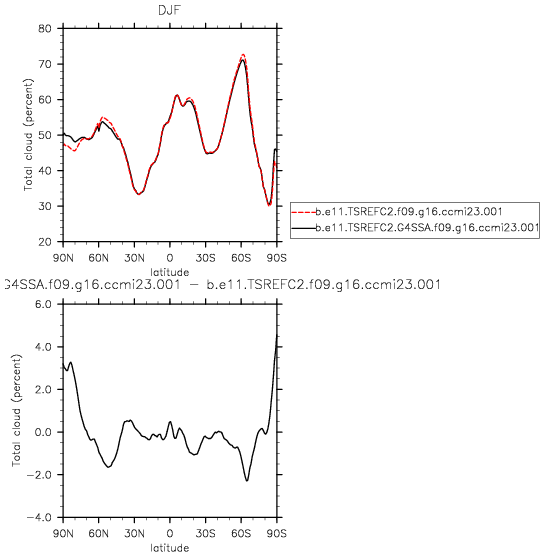 DJF
80
70
60
50
40
30
20
Total cloud (percent)
90N 60N 30N 0 30S 60S 90S
latitude
b.e11.TSREFC2.f09.g16.ccmi23.001
b.e11.TSREFC2.G4SSA.f09.g16.ccmi23.001
G4SSA.f09.g16.ccmi23.001 − b.e11.TSREFC2.f09.g16.ccmi23.001
6.0
4.0
2.0
0.0
−2.0
−4.0
Total cloud (percent)
90N 60N 30N 0 30S 60S 90S
latitude